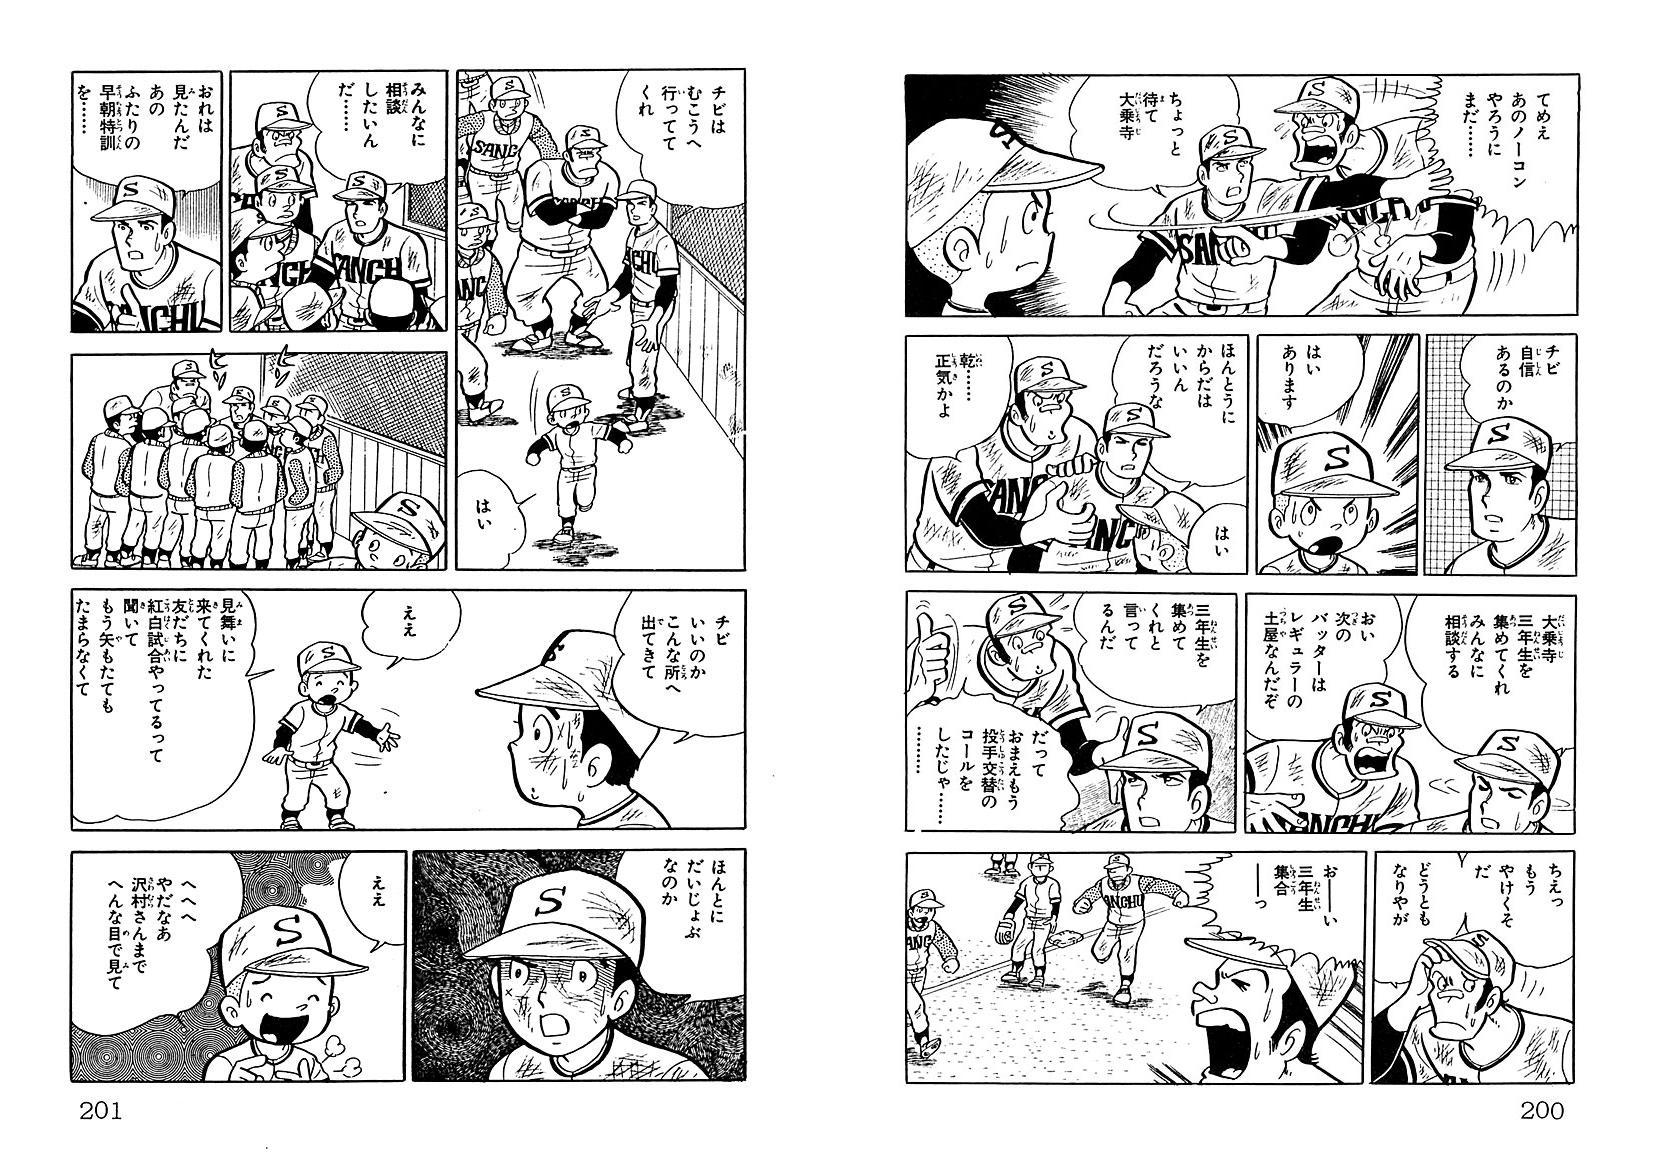 てめえ
あのノーコン
やろうに
まだ……
ちょっと
待て
大乗寺
チビ
自信
あるのか
はい
あります
ほんとうに
からだは
いいん
だろうな
はい
乾……
正気かよ
大乗寺
三年生を
集めてくれ
みんなに
相談する
おい
次の
バッターは
レギュラーの
土屋なんだぞ
三年生を
集めて
くれと
言って
るんだ
だって
おまえもう
投手交替の
コールを
したじゃ……
………
ちえっ
もう
やけくそ
だ
どうとも
なりやが
れ
お——い
三年生
集合
——っ
200
チビは
むこうへ
行ってて
くれ
はい
みんなに
相談
したいん
だ……
おれは
見たんだ
あの
ふたりの
早朝特訓
を……
ヒソ
ヒソ
チビ
いいのか
こんな所へ
出てきて
ええ
見舞いに
来てくれた
友だちに
紅白試合やってるって
聞いて
もう矢もたても
たまらなくて
ほんとに
だいじょぶ
なのか
ええ
へへへ
やだなあ
沢村さんまで
へんな目で見て
201
SANCHU
SANCHU
S